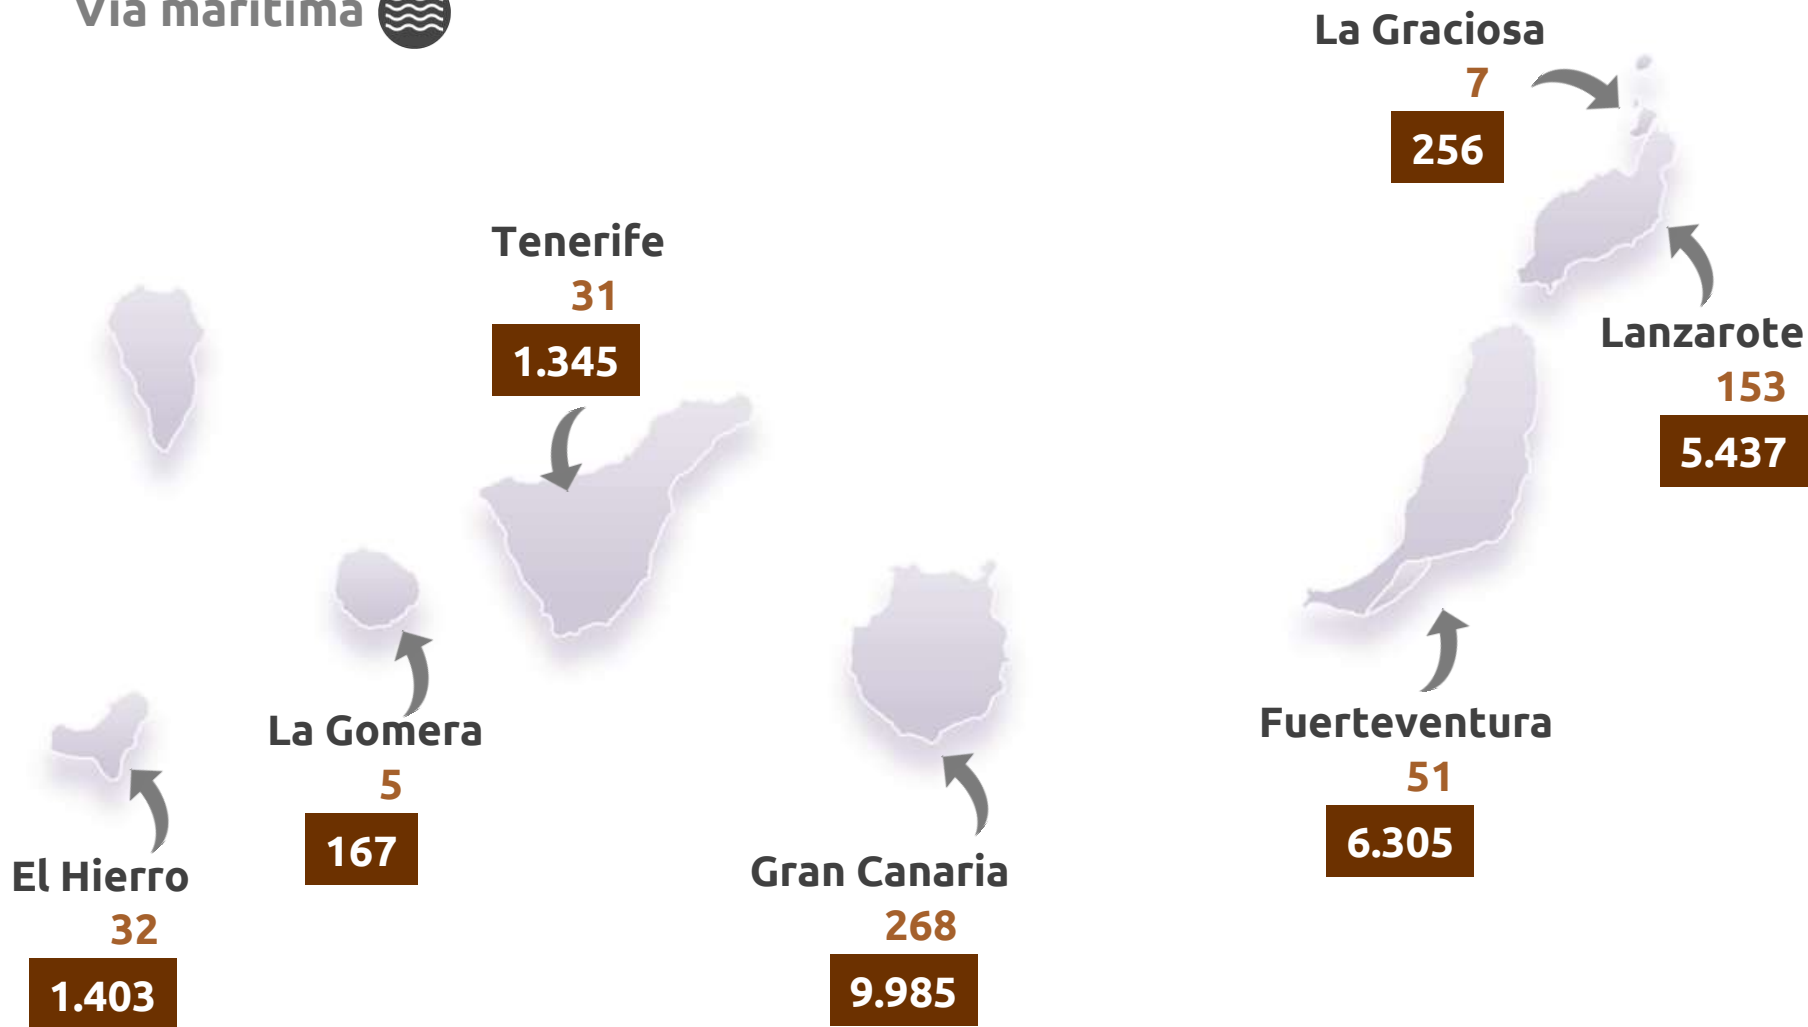 Vía marítima
La Graciosa
7
256
Tenerife
31
1.345
Lanzarote
153
5.437
La Gomera
5
167
Fuerteventura
51
6.305
El Hierro
32
1.403
Gran Canaria
268
9.985